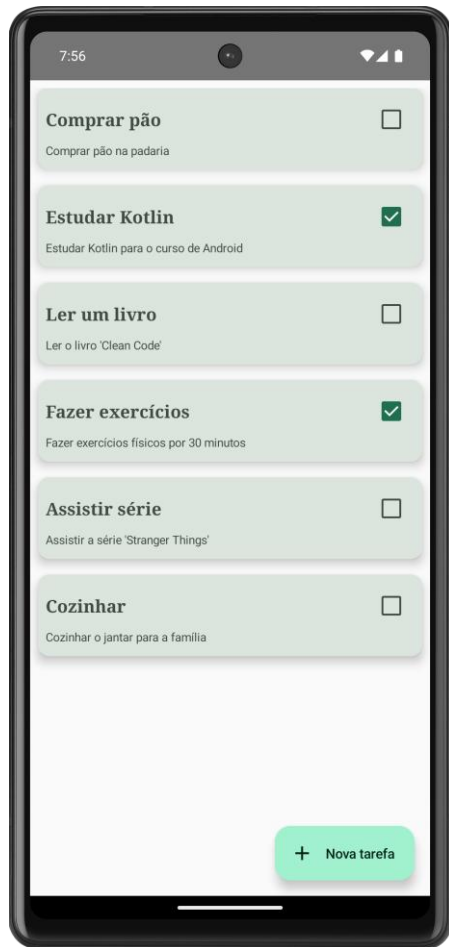 7:56
Comprar pão
Comprar pão na padaria
Estudar Kotlin
Estudar Kotlin para o curso de Android
Ler um livro
Ler o livro 'Clean Code'
Fazer exercícios
Fazer exercícios físicos por 30 minutos
Assistir série
Assistir a série 'Stranger Things'
Cozinhar
Cozinhar o jantar para a família
+ Nova tarefa